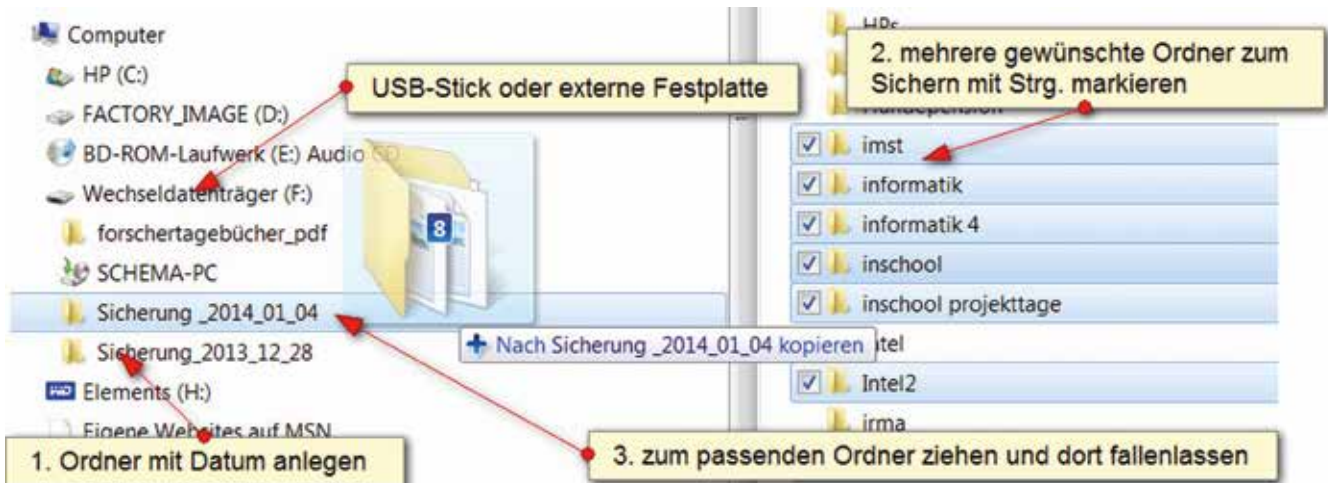 Computer
HP (C:)
USB-Stick oder externe Festplatte
FACTORY_IMAGE (D:)
BD-ROM-Laufwerk (E:) Audio CD
Wechseldatenträger (F:)
forschertagebücher_pdf
8
SCHEMA-PC
Sicherung _2014_01_04
Nach Sicherung _2014_01_04 kopieren
Sicherung_2013_12_28
Elements (H:)
Eigene Websites auf MSN
1. Ordner mit Datum anlegen
HPs
2. mehrere gewünschte Ordner zum
Sichern mit Strg. markieren
Hundepension
imst
informatik
informatik 4
inschool
inschool projekttage
Intel2
irma
3. zum passenden Ordner ziehen und dort fallenlassen